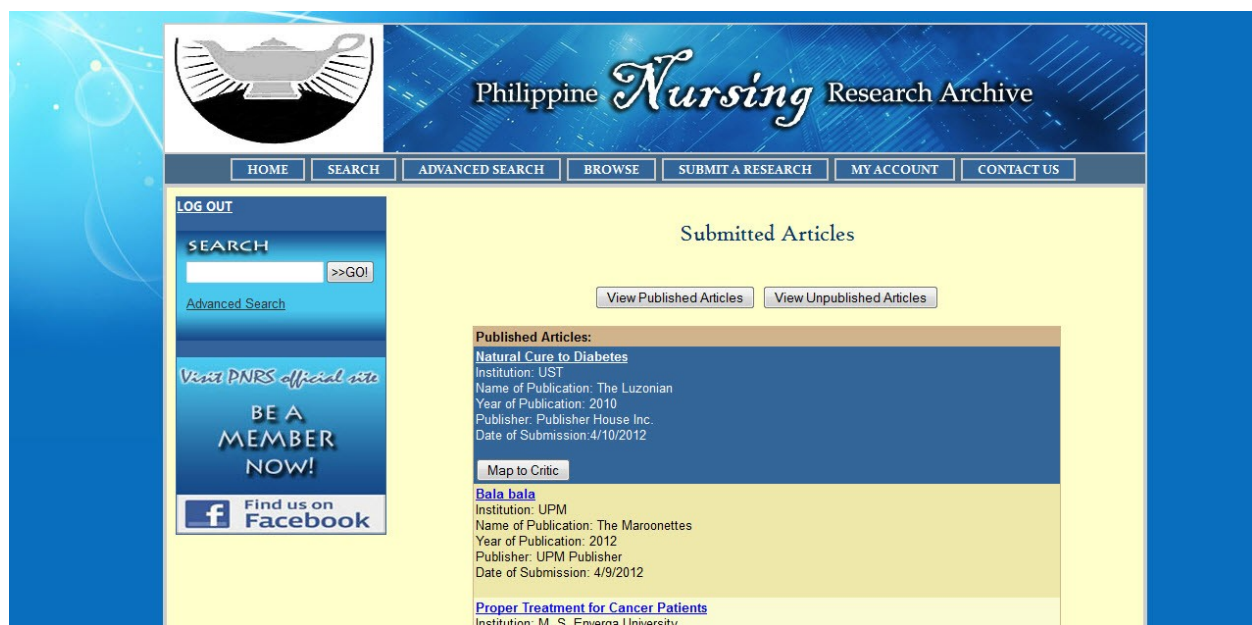 Philippine Nursing Research Archive
HOME SEARCH ADVANCED SEARCH BROWSE SUBMIT A RESEARCH MY ACCOUNT CONTACT US
LOG OUT
SEARCH
>>GO!
Advanced Search
Visit PNRS official site
BE A
MEMBER
NOW!
Find us on
Facebook
Submitted Articles
View Published Articles View Unpublished Articles
Published Articles:
Natural Cure to Diabetes
Institution: UST
Name of Publication: The Luzonian
Year of Publication: 2010
Publisher: Publisher House Inc.
Date of Submission:4/10/2012
Map to Critic
Bala bala
Institution: UPM
Name of Publication: The Maroonettes
Year of Publication: 2012
Publisher: UPM Publisher
Date of Submission: 4/9/2012
Proper Treatment for Cancer Patients
Institution: M. S. Enverga University